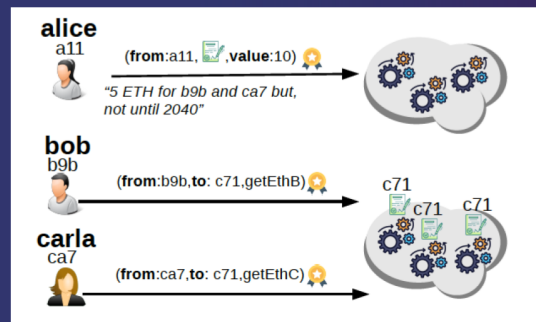 alice
a11
(from:a11, ,value:10)
“5 ETH for b9b and ca7 but,
not until 2040”
bob
b9b
(from:b9b,to: c71,getEthB)
c71
c71
c71
carla
ca7
(from:ca7,to: c71,getEthC)